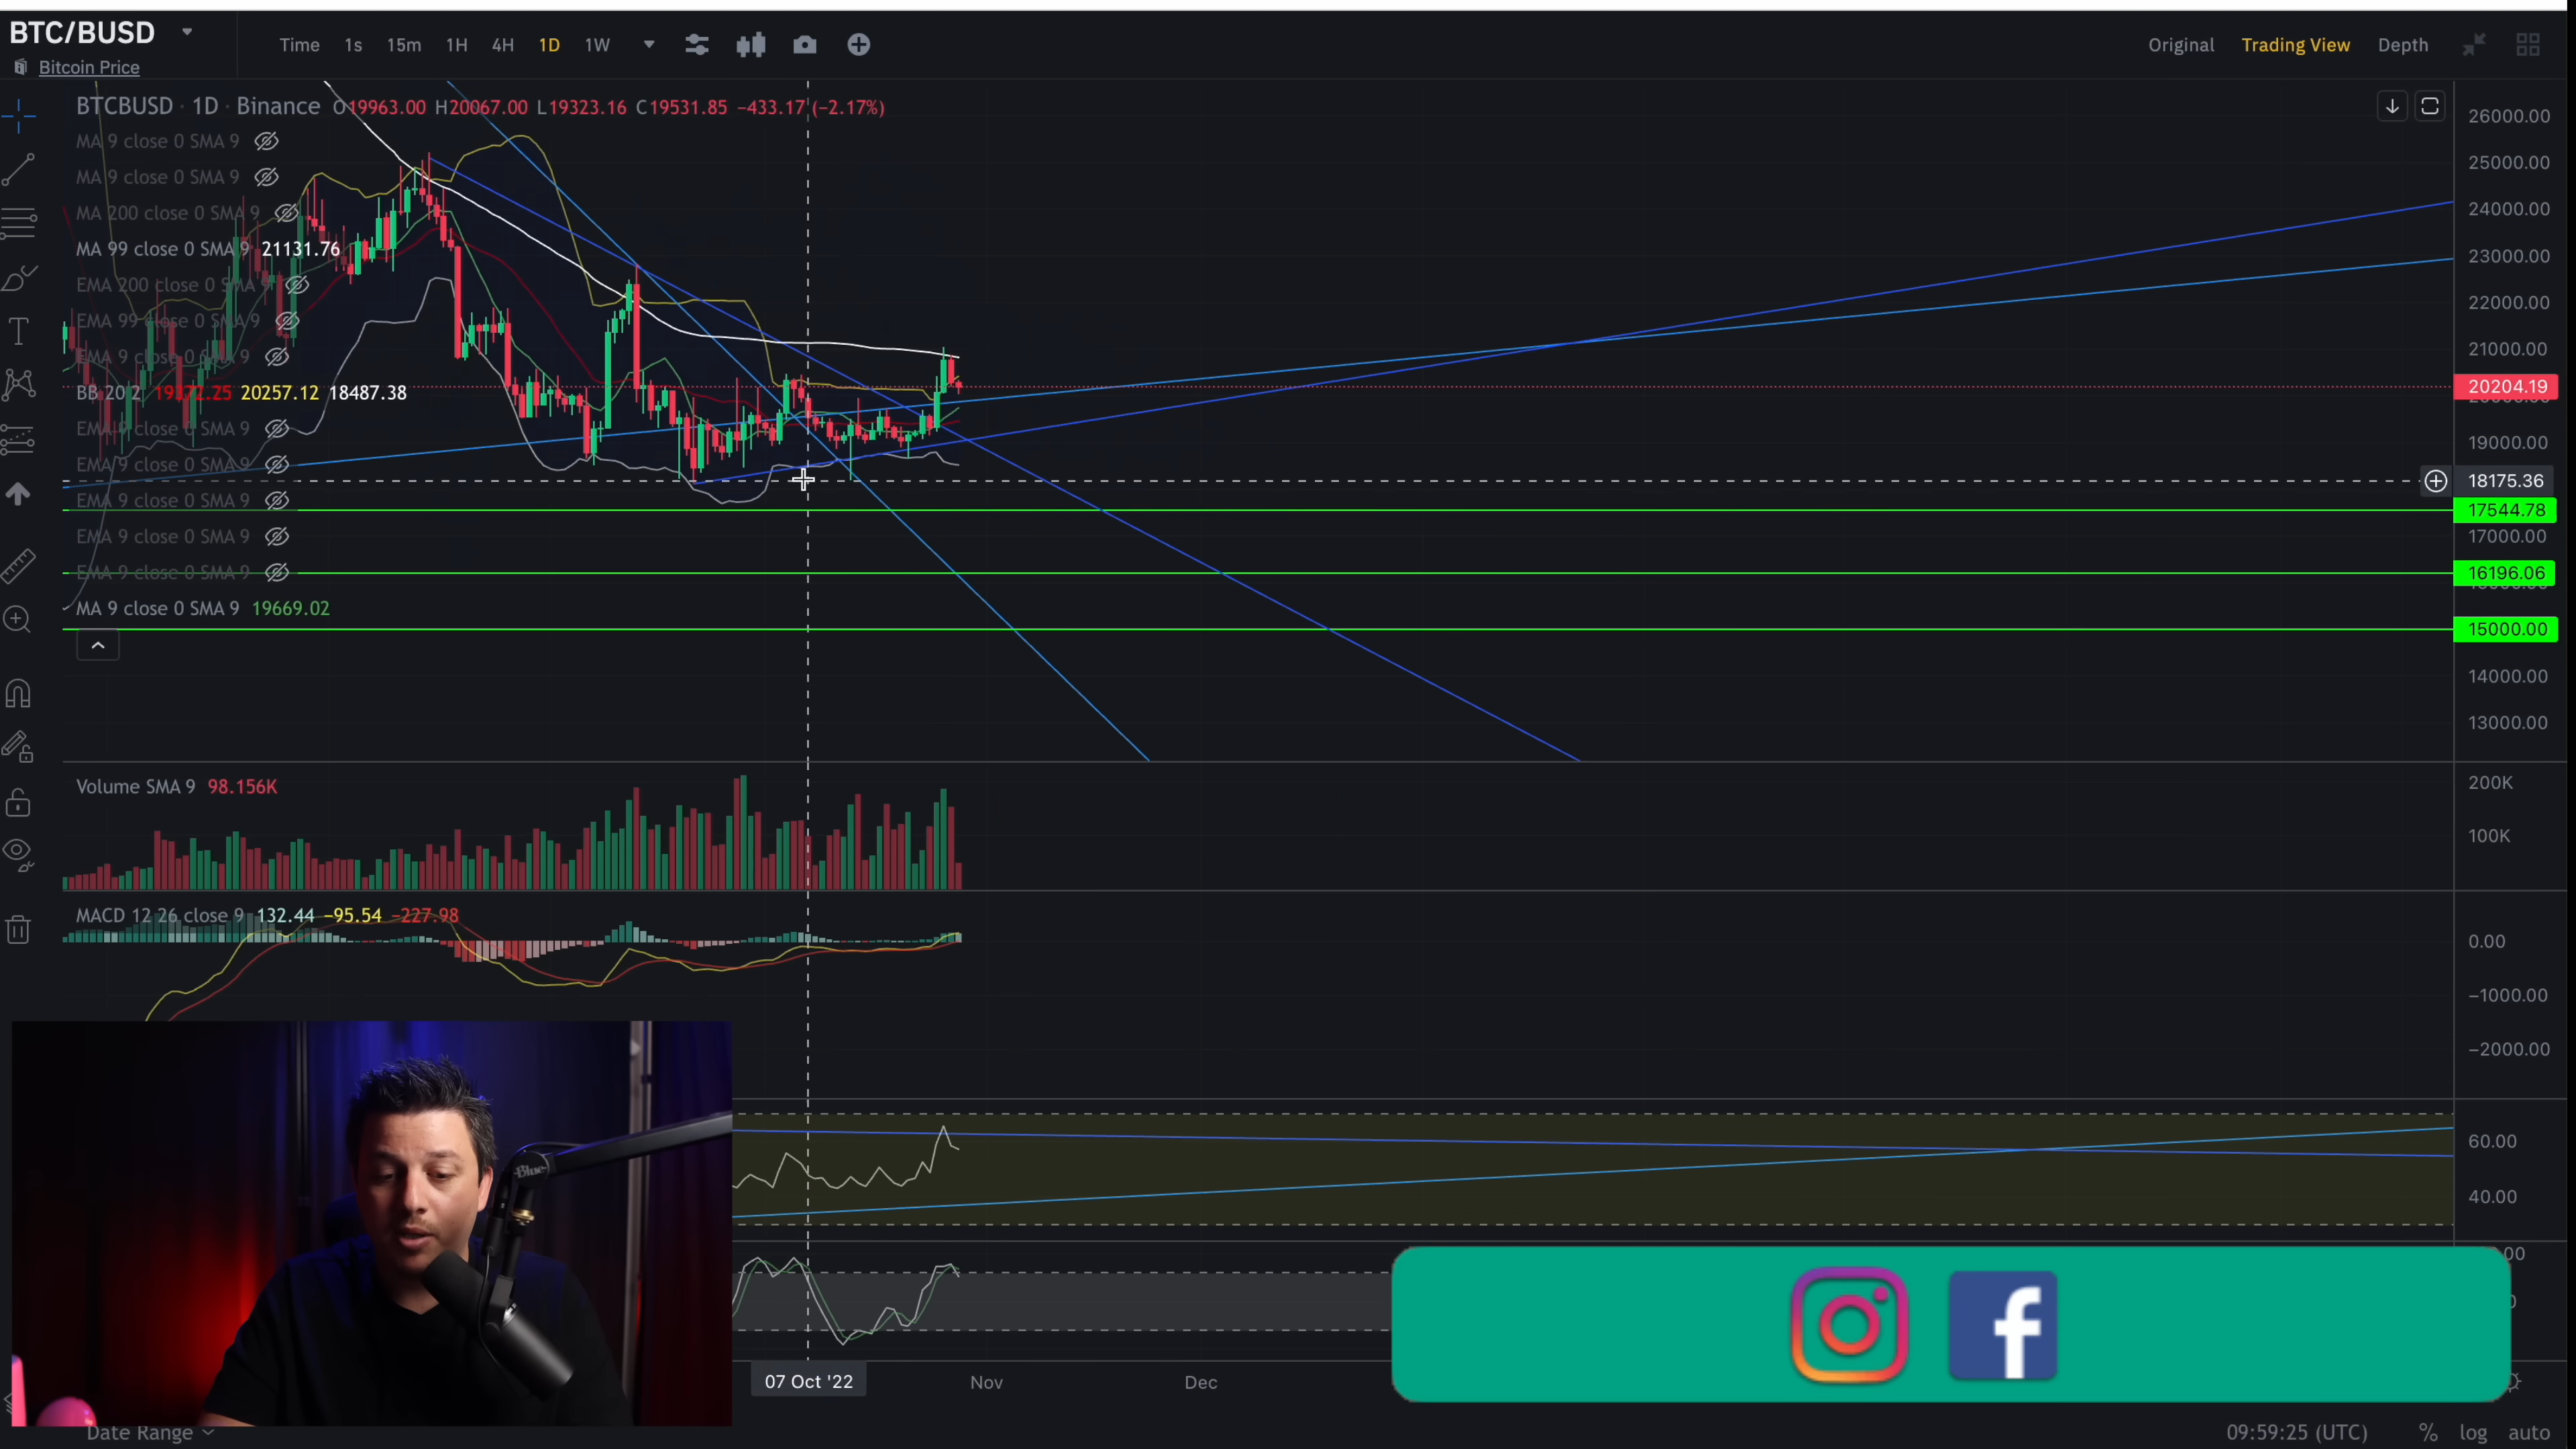 BTC/BUSD
Bitcoin Price
Time 1s 15m 1H 4H 1D 1W
Original Trading View Depth
BTCBUSD · 1D · Binance O19963.00 H20067.00 L19323.16 C19531.85 −433.17 (−2.17%)
MA 9 close 0 SMA 9
MA 9 close 0 SMA 9
MA 200 close 0 SMA 9
MA 99 close 0 SMA 9 21131.76
EMA 200 close 0 SMA 9
EMA 99 close 0 SMA 9
EMA 9 close 0 SMA 9
BB 20 2 19372.25 20257.12 18487.38
EMA 9 close 0 SMA 9
EMA 9 close 0 SMA 9
EMA 9 close 0 SMA 9
EMA 9 close 0 SMA 9
EMA 9 close 0 SMA 9
MA 9 close 0 SMA 9 19669.02
26000.00
25000.00
24000.00
23000.00
22000.00
21000.00
20204.19
19000.00
18175.36
17544.78
17000.00
16196.06
15000.00
14000.00
13000.00
Volume SMA 9 98.156K
200K
100K
MACD 12 26 close 9 132.44 −95.54 −227.98
0.00
−1000.00
−2000.00
60.00
40.00
Blue
f
07 Oct '22 Nov Dec
Date Range
09:59:25 (UTC) % log auto